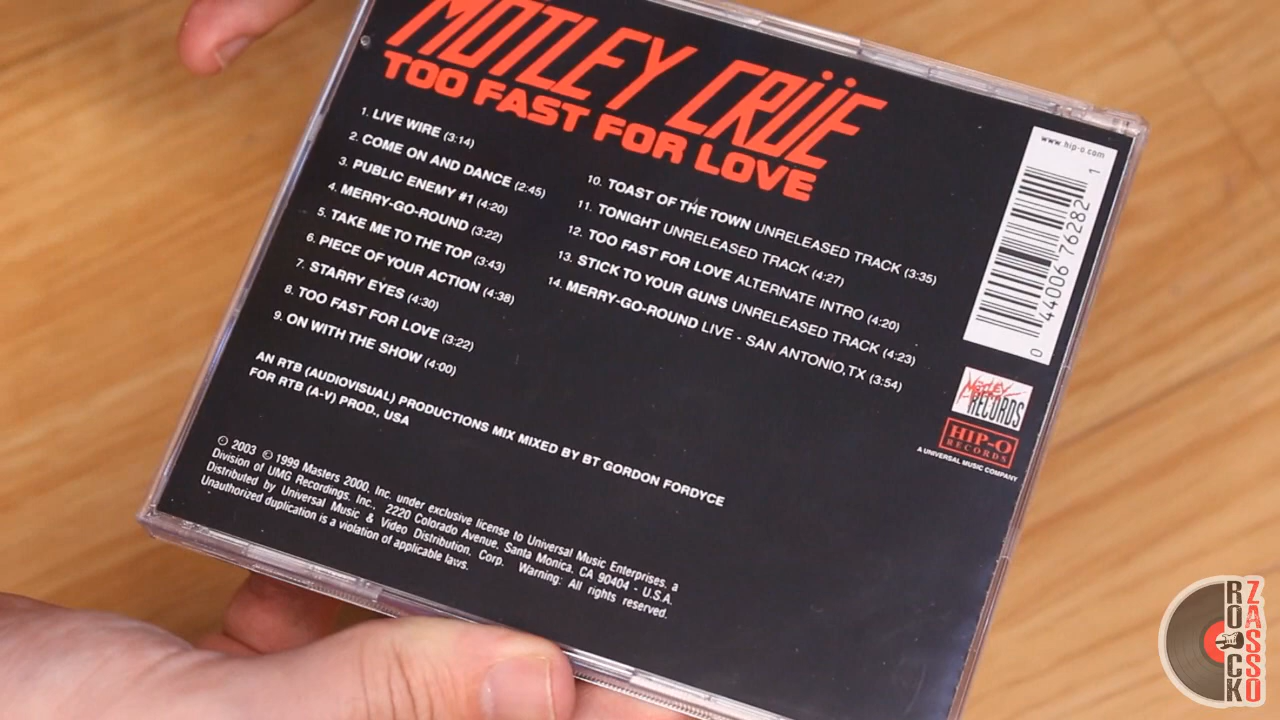 MÖTLEY CRÜE
TOO FAST FOR LOVE
1. LIVE WIRE (3:14)
2. COME ON AND DANCE (2:45)
3. PUBLIC ENEMY #1 (4:20)
4. MERRY-GO-ROUND (3:22)
5. TAKE ME TO THE TOP (3:43)
6. PIECE OF YOUR ACTION (4:38)
7. STARRY EYES (4:30)
8. TOO FAST FOR LOVE (3:22)
9. ON WITH THE SHOW (4:00)
10. TOAST OF THE TOWN UNRELEASED TRACK (3:35)
11. TONIGHT UNRELEASED TRACK (4:27)
12. TOO FAST FOR LOVE ALTERNATE INTRO (4:20)
13. STICK TO YOUR GUNS UNRELEASED TRACK (4:23)
14. MERRY-GO-ROUND LIVE - SAN ANTONIO, TX (3:54)
AN RTB (AUDIOVISUAL) PRODUCTIONS MIX MIXED BY BT GORDON FORDYCE
FOR RTB (A-V) PROD., USA
℗ 2003 © 1999 Masters 2000, Inc. under exclusive license to Universal Music Enterprises, a
Division of UMG Recordings, Inc., 2220 Colorado Avenue, Santa Monica, CA 90404 - U.S.A.
Distributed by Universal Music & Video Distribution, Corp. Warning: All rights reserved.
Unauthorized duplication is a violation of applicable laws.
www.hip-o.com
0 44006 76282 1
MÖTLEY
RECORDS
HIP-O
RECORDS
A UNIVERSAL MUSIC COMPANY
ROCK
ZASSO